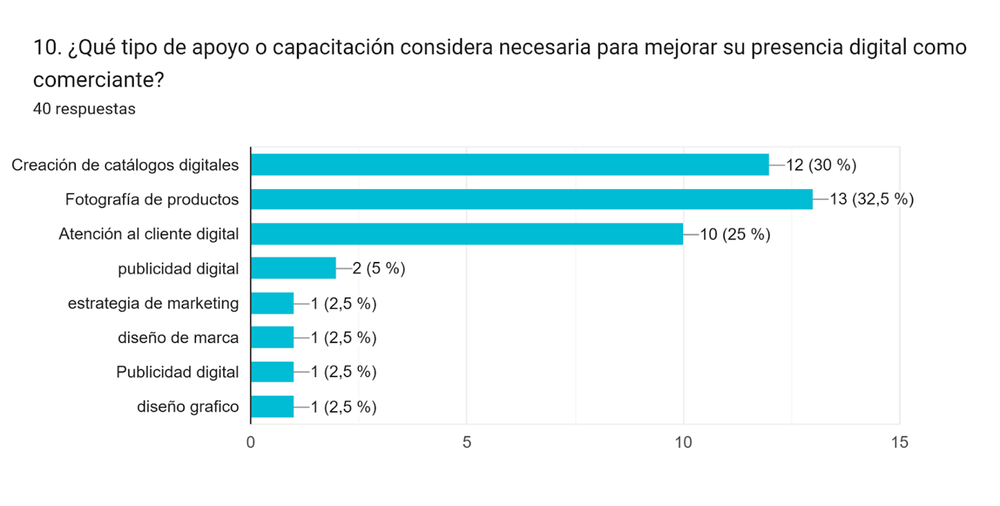 10. ¿Qué tipo de apoyo o capacitación considera necesaria para mejorar su presencia digital como
comerciante?
40 respuestas
Creación de catálogos digitales 12 (30 %)
Fotografía de productos 13 (32,5 %)
Atención al cliente digital 10 (25 %)
publicidad digital 2 (5 %)
estrategia de marketing 1 (2,5 %)
diseño de marca 1 (2,5 %)
Publicidad digital 1 (2,5 %)
diseño grafico 1 (2,5 %)
0 5 10 15